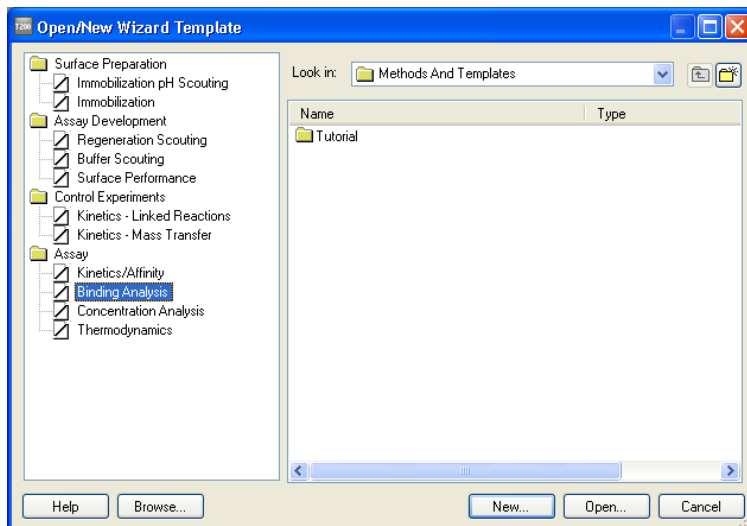 T200 Open/New Wizard Template
Surface Preparation
Immobilization pH Scouting
Immobilization
Assay Development
Regeneration Scouting
Buffer Scouting
Surface Performance
Control Experiments
Kinetics - Linked Reactions
Kinetics - Mass Transfer
Assay
Kinetics/Affinity
Binding Analysis
Concentration Analysis
Thermodynamics
Look in: Methods And Templates
Name Type
Tutorial
Help Browse... New... Open... Cancel